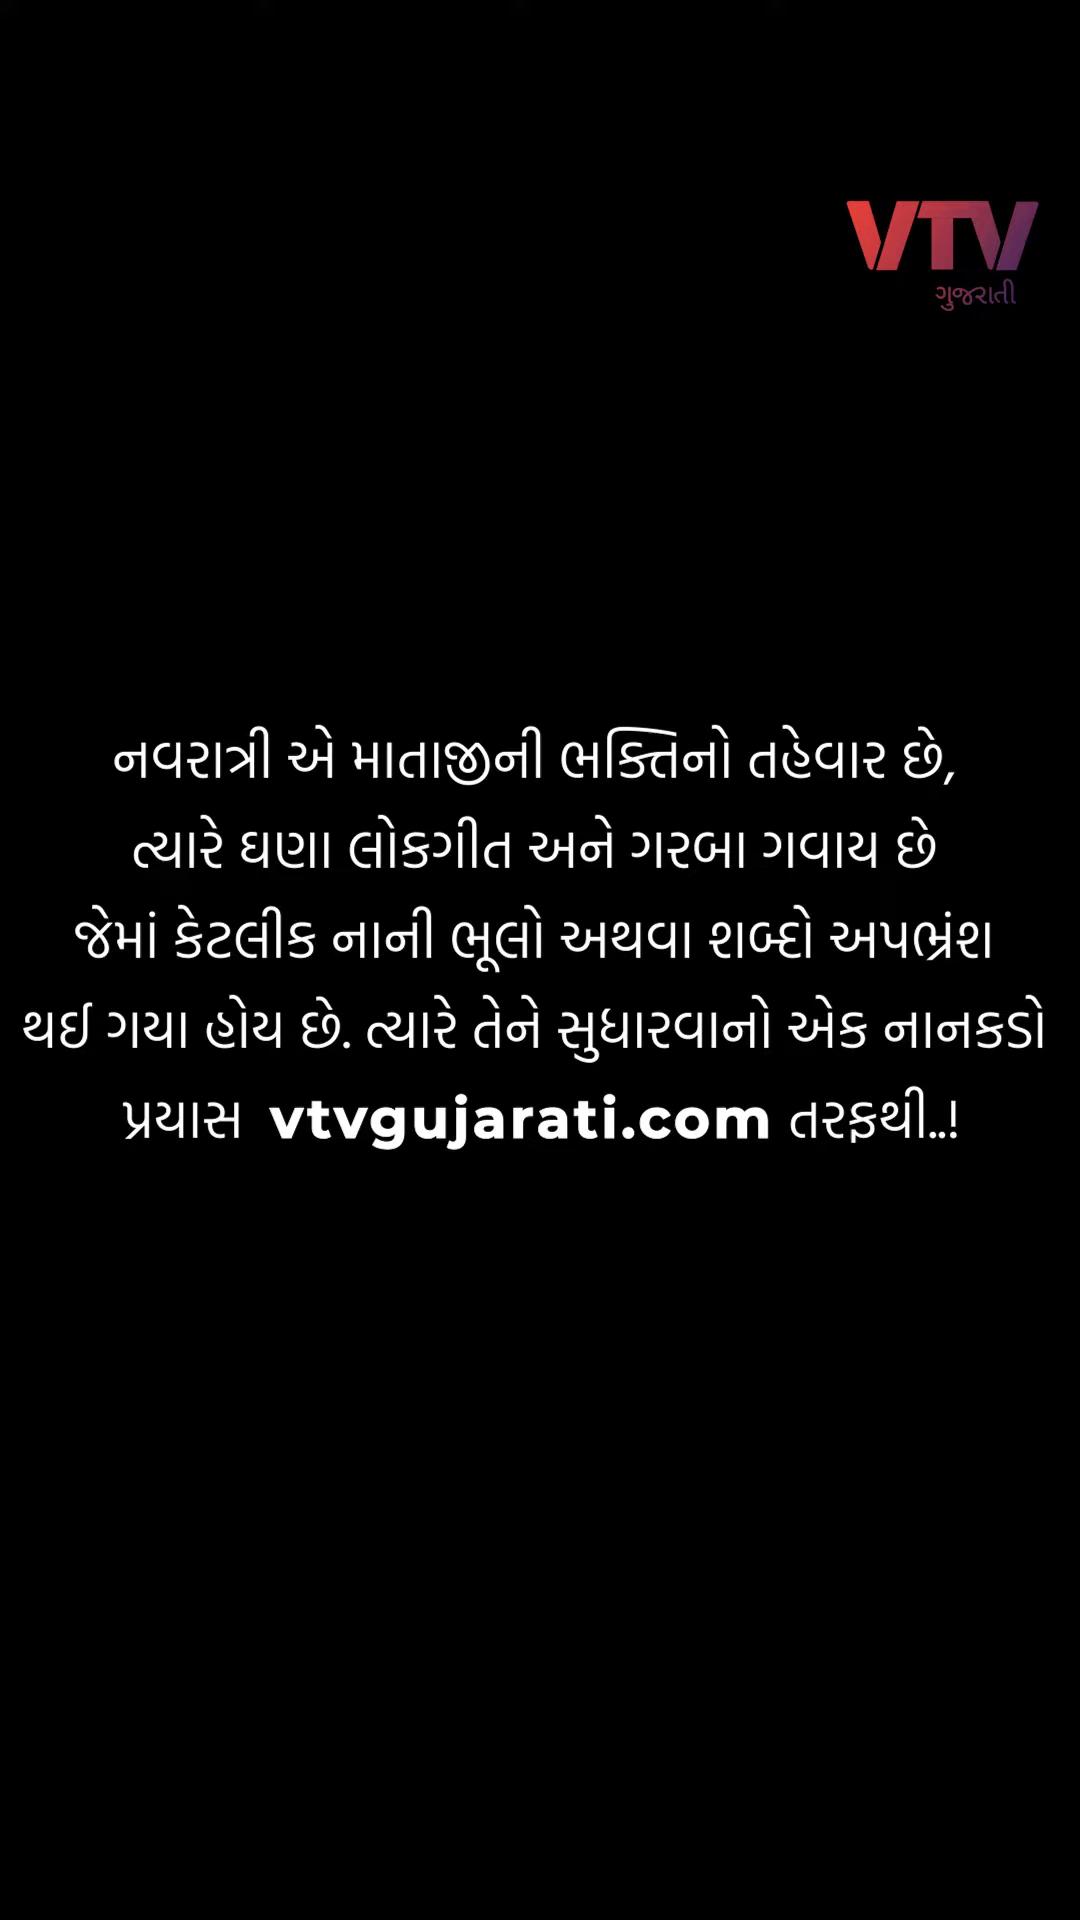 VTV
ગુજરાતી
નવરાત્રી એ માતાજીની ભક્તિનો તહેવાર છે,
ત્યારે ઘણા લોકગીત અને ગરબા ગવાય છે
જેમાં કેટલીક નાની ભૂલો અથવા શબ્દો અપભ્રંશ
થઈ ગયા હોય છે. ત્યારે તેને સુધારવાનો એક નાનકડો
પ્રયાસ vtvgujarati.com તરફથી..!